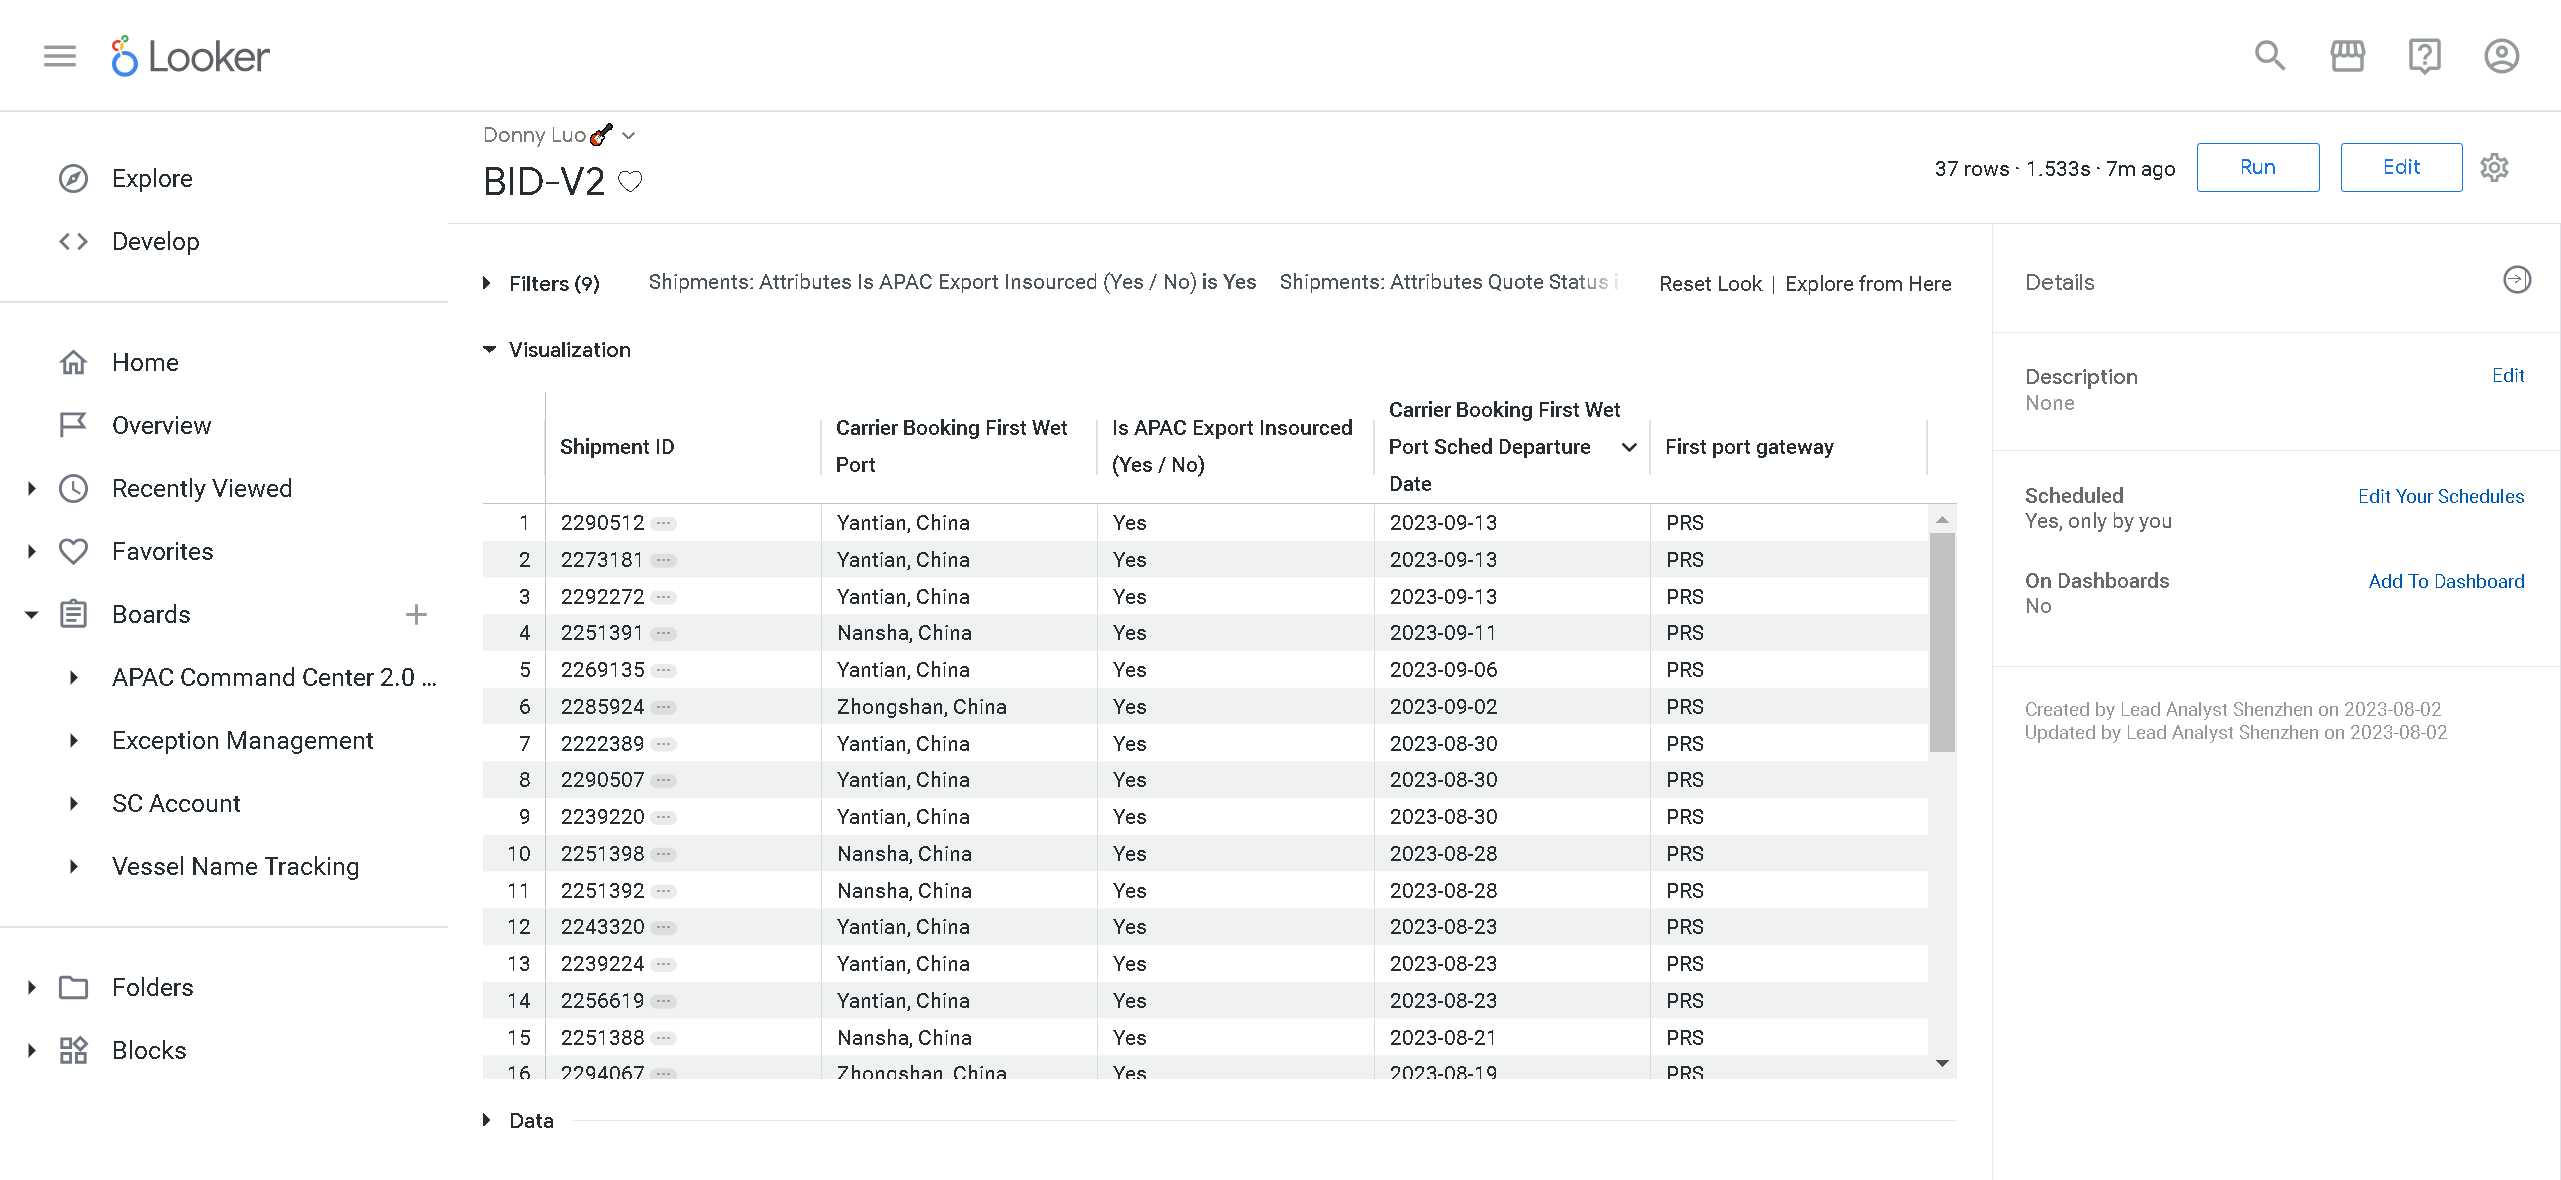 Looker
Donny Luo🎸
BID-V2
37 rows · 1.533s · 7m ago
Run
Edit
Explore
Develop
Home
Overview
Recently Viewed
Favorites
Boards
APAC Command Center 2.0 ...
Exception Management
SC Account
Vessel Name Tracking
Folders
Blocks
Filters (9) Shipments: Attributes Is APAC Export Insourced (Yes / No) is Yes Shipments: Attributes Quote Status i Reset Look | Explore from Here
Visualization
Shipment ID
Carrier Booking First Wet
Port
Is APAC Export Insourced
(Yes / No)
Carrier Booking First Wet
Port Sched Departure
Date
First port gateway
1 2290512 Yantian, China Yes 2023-09-13 PRS
2 2273181 Yantian, China Yes 2023-09-13 PRS
3 2292272 Yantian, China Yes 2023-09-13 PRS
4 2251391 Nansha, China Yes 2023-09-11 PRS
5 2269135 Yantian, China Yes 2023-09-06 PRS
6 2285924 Zhongshan, China Yes 2023-09-02 PRS
7 2222389 Yantian, China Yes 2023-08-30 PRS
8 2290507 Yantian, China Yes 2023-08-30 PRS
9 2239220 Yantian, China Yes 2023-08-30 PRS
10 2251398 Nansha, China Yes 2023-08-28 PRS
11 2251392 Nansha, China Yes 2023-08-28 PRS
12 2243320 Yantian, China Yes 2023-08-23 PRS
13 2239224 Yantian, China Yes 2023-08-23 PRS
14 2256619 Yantian, China Yes 2023-08-23 PRS
15 2251388 Nansha, China Yes 2023-08-21 PRS
16 2294067 Zhongshan, China Yes 2023-08-19 PRS
Data
Details
Description Edit
None
Scheduled Edit Your Schedules
Yes, only by you
On Dashboards Add To Dashboard
No
Created by Lead Analyst Shenzhen on 2023-08-02
Updated by Lead Analyst Shenzhen on 2023-08-02